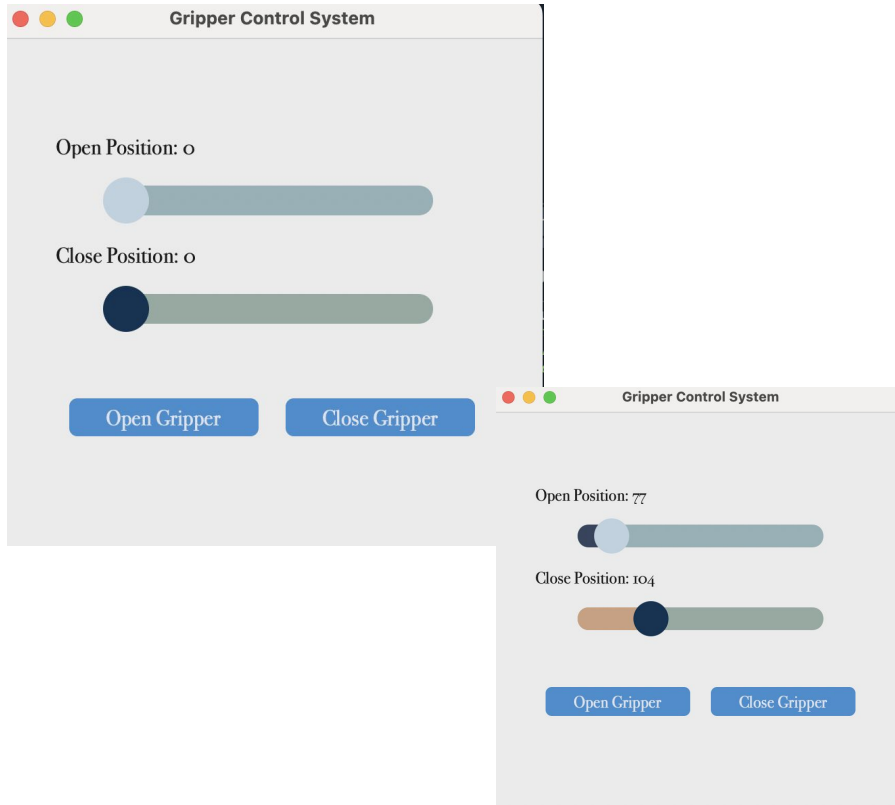 Gripper Control System
Open Position: 0
Close Position: 0
Open Gripper Close Gripper
Gripper Control System
Open Position: 77
Close Position: 104
Open Gripper Close Gripper